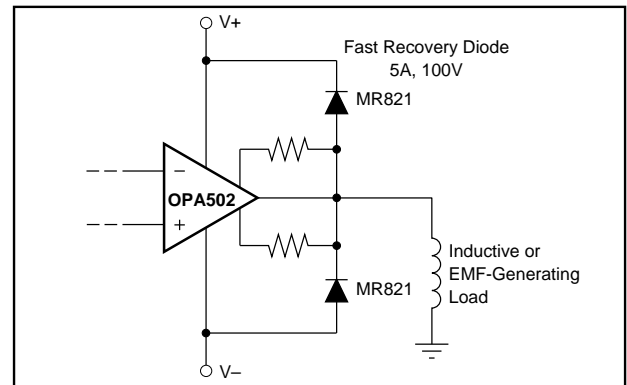 V+
Fast Recovery Diode
5A, 100V
MR821
−
OPA502
+
Inductive or
EMF-Generating
Load
MR821
V−